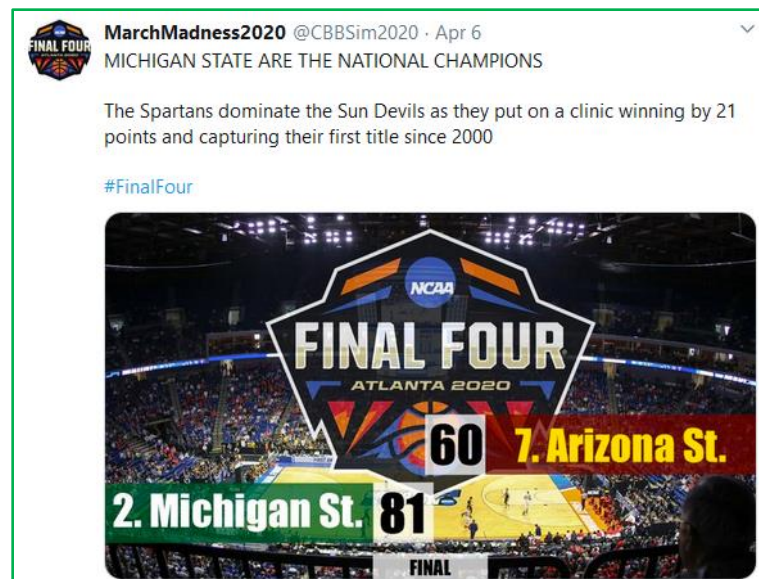 MarchMadness2020 @CBBSim2020 · Apr 6
MICHIGAN STATE ARE THE NATIONAL CHAMPIONS
The Spartans dominate the Sun Devils as they put on a clinic winning by 21
points and capturing their first title since 2000
#FinalFour
NCAA
FINAL FOUR
ATLANTA 2020
60 7. Arizona St.
2. Michigan St. 81
FINAL